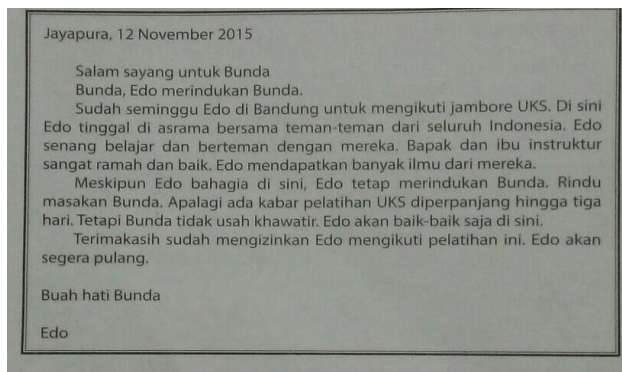 Jayapura, 12 November 2015
Salam sayang untuk Bunda
Bunda, Edo merindukan Bunda.
Sudah seminggu Edo di Bandung untuk mengikuti jambore UKS. Di sini
Edo tinggal di asrama bersama teman-teman dari seluruh Indonesia. Edo
senang belajar dan berteman dengan mereka. Bapak dan ibu instruktur
sangat ramah dan baik. Edo mendapatkan banyak ilmu dari mereka.
Meskipun Edo bahagia di sini, Edo tetap merindukan Bunda. Rindu
masakan Bunda. Apalagi ada kabar pelatihan UKS diperpanjang hingga tiga
hari. Tetapi Bunda tidak usah khawatir. Edo akan baik-baik saja di sini.
Terimakasih sudah mengizinkan Edo mengikuti pelatihan ini. Edo akan
segera pulang.
Buah hati Bunda
Edo